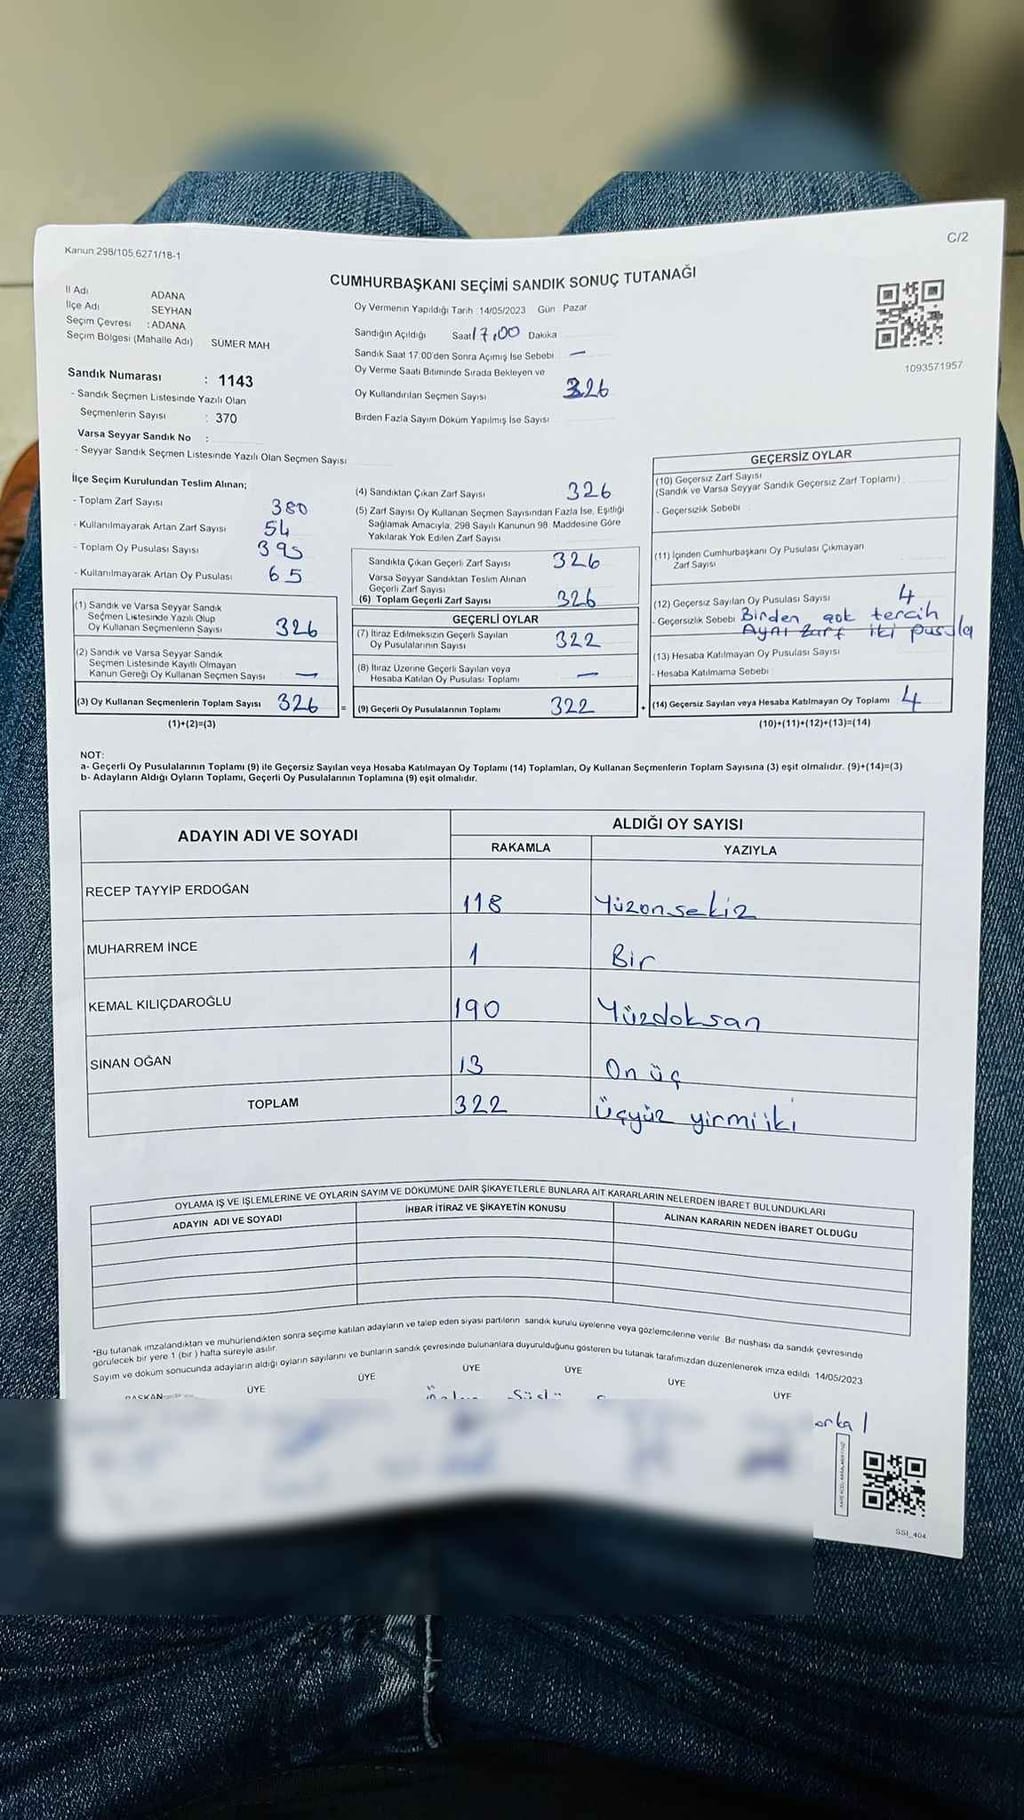 Kanun 298/105,6271/18-1
C/2
CUMHURBAŞKANI SEÇİMİ SANDIK SONUÇ TUTANAĞI
İl Adı ADANA
İlçe Adı SEYHAN
Seçim Çevresi : ADANA
Seçim Bölgesi (Mahalle Adı) SÜMER MAH
Sandık Numarası : 1143
- Sandık Seçmen Listesinde Yazılı Olan
Seçmenlerin Sayısı : 370
Varsa Seyyar Sandık No :
- Seyyar Sandık Seçmen Listesinde Yazılı Olan Seçmen Sayısı
Oy Vermenin Yapıldığı Tarih 14/05/2023 Gün Pazar
Sandığın Açıldığı Saat 17,00 Dakika
Sandık Saat 17:00'den Sonra Açımış İse Sebebi —
Oy Verme Saati Bitiminde Sırada Bekleyen ve
Oy Kullandırılan Seçmen Sayısı 326
Birden Fazla Sayım Döküm Yapılmış İse Sayısı
1093571957
İlçe Seçim Kurulundan Teslim Alınan;
- Toplam Zarf Sayısı 380
- Kullanılmayarak Artan Zarf Sayısı 54
- Toplam Oy Pusulası Sayısı 395
- Kullanılmayarak Artan Oy Pusulası 65
(1) Sandık ve Varsa Seyyar Sandık
Seçmen Listesinde Yazılı Olup
Oy Kullanan Seçmenlerin Sayısı 326
(2) Sandık ve Varsa Seyyar Sandık
Seçmen Listesinde Kayıtlı Olmayan
Kanun Gereği Oy Kullanan Seçmen Sayısı —
(3) Oy Kullanan Seçmenlerin Toplam Sayısı 326 =
(1)+(2)=(3)
(4) Sandıktan Çıkan Zarf Sayısı 326
(5) Zarf Sayısı Oy Kullanan Seçmen Sayısından Fazla İse, Eşitliği
Sağlamak Amacıyla, 298 Sayılı Kanunun 98. Maddesine Göre
Yakılarak Yok Edilen Zarf Sayısı
Sandıkta Çıkan Geçerli Zarf Sayısı 326
Varsa Seyyar Sandıktan Teslim Alınan
Geçerli Zarf Sayısı
(6) Toplam Geçerli Zarf Sayısı 326
GEÇERLİ OYLAR
(7) İtiraz Edilmeksizin Geçerli Sayılan
Oy Pusulalarının Sayısı 322
(8) İtiraz Üzerine Geçerli Sayılan veya
Hesaba Katılan Oy Pusulası Toplamı —
(9) Geçerli Oy Pusulalarının Toplamı 322 +
GEÇERSİZ OYLAR
(10) Geçersiz Zarf Sayısı
(Sandık ve Varsa Seyyar Sandık Geçersiz Zarf Toplamı)
- Geçersizlik Sebebi
(11) İçinden Cumhurbaşkanı Oy Pusulası Çıkmayan
Zarf Sayısı
(12) Geçersiz Sayılan Oy Pusulası Sayısı 4
- Geçersizlik Sebebi Birden çok tercih
Aynı zarf iki pusula
(13) Hesaba Katılmayan Oy Pusulası Sayısı
- Hesaba Katılmama Sebebi
(14) Geçersiz Sayılan veya Hesaba Katılmayan Oy Toplamı 4
(10)+(11)+(12)+(13)=(14)
NOT:
a- Geçerli Oy Pusulalarının Toplamı (9) ile Geçersiz Sayılan veya Hesaba Katılmayan Oy Toplamı (14) Toplamları, Oy Kullanan Seçmenlerin Toplam Sayısına (3) eşit olmalıdır. (9)+(14)=(3)
b- Adayların Aldığı Oyların Toplamı, Geçerli Oy Pusulalarının Toplamına (9) eşit olmalıdır.
ADAYIN ADI VE SOYADI ALDIĞI OY SAYISI
RAKAMLA YAZIYLA
RECEP TAYYİP ERDOĞAN 118 Yüzonsekiz
MUHARREM İNCE 1 Bir
KEMAL KILIÇDAROĞLU 190 Yüzdoksan
SİNAN OĞAN 13 On üç
TOPLAM 322 Üçyüz yirmi iki
OYLAMA İŞ VE İŞLEMLERİNE VE OYLARIN SAYIM VE DÖKÜMÜNE DAİR ŞİKAYETLERLE BUNLARA AİT KARARLARIN NELERDEN İBARET BULUNDUKLARI
ADAYIN ADI VE SOYADI İHBAR İTİRAZ VE ŞİKAYETİN KONUSU ALINAN KARARIN NEDEN İBARET OLDUĞU
*Bu tutanak imzalandıktan ve mühürlendikten sonra seçime katılan adayların ve talep eden siyasi partilerin sandık kurulu üyelerine veya gözlemcilerine verilir. Bir nüshası da sandık çevresinde
görülecek bir yere 1 (bir) hafta süreyle asılır.
Sayım ve döküm sonucunda adayların aldığı oyların sayılarını ve bunların sandık çevresinde bulunanlara duyurulduğunu gösteren bu tutanak tarafımızdan düzenlenerek imza edildi. 14/05/2023
BAŞKAN ÜYE ÜYE ÜYE ÜYE ÜYE ÜYE
SSİ_404